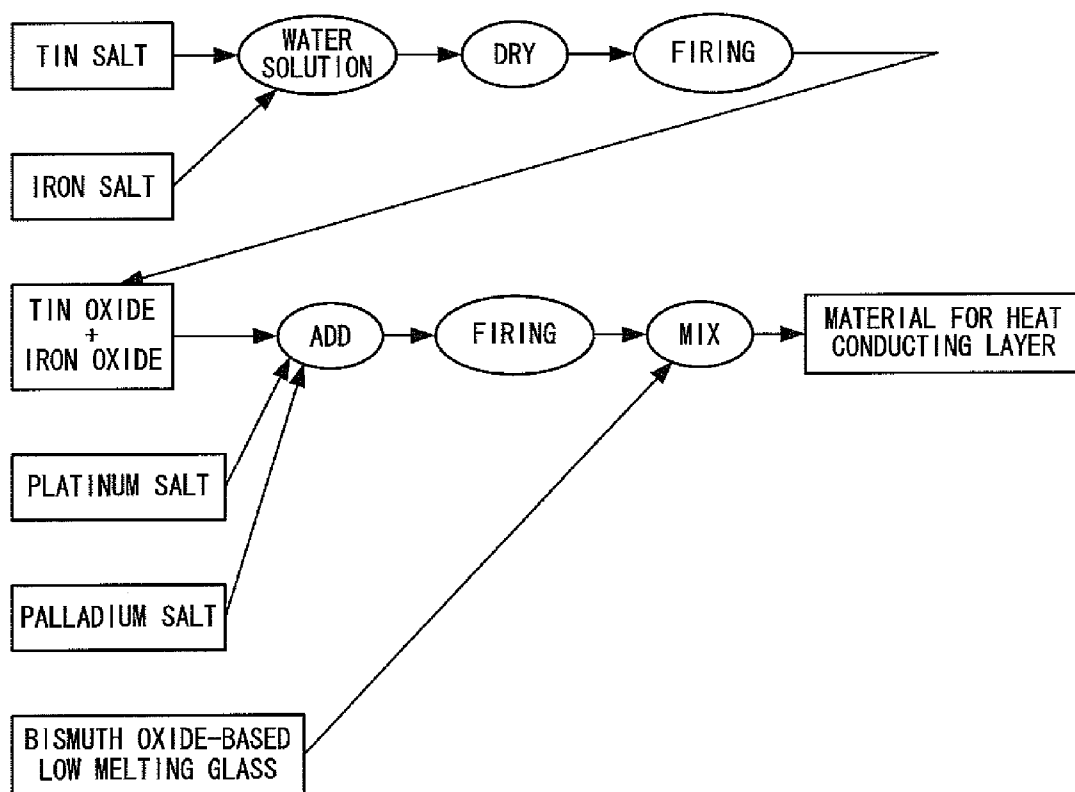 TIN SALT
WATER
SOLUTION
DRY
FIRING
IRON SALT
TIN OXIDE
+
IRON OXIDE
ADD
FIRING
MIX
MATERIAL FOR HEAT
CONDUCTING LAYER
PLATINUM SALT
PALLADIUM SALT
BISMUTH OXIDE-BASED
LOW MELTING GLASS